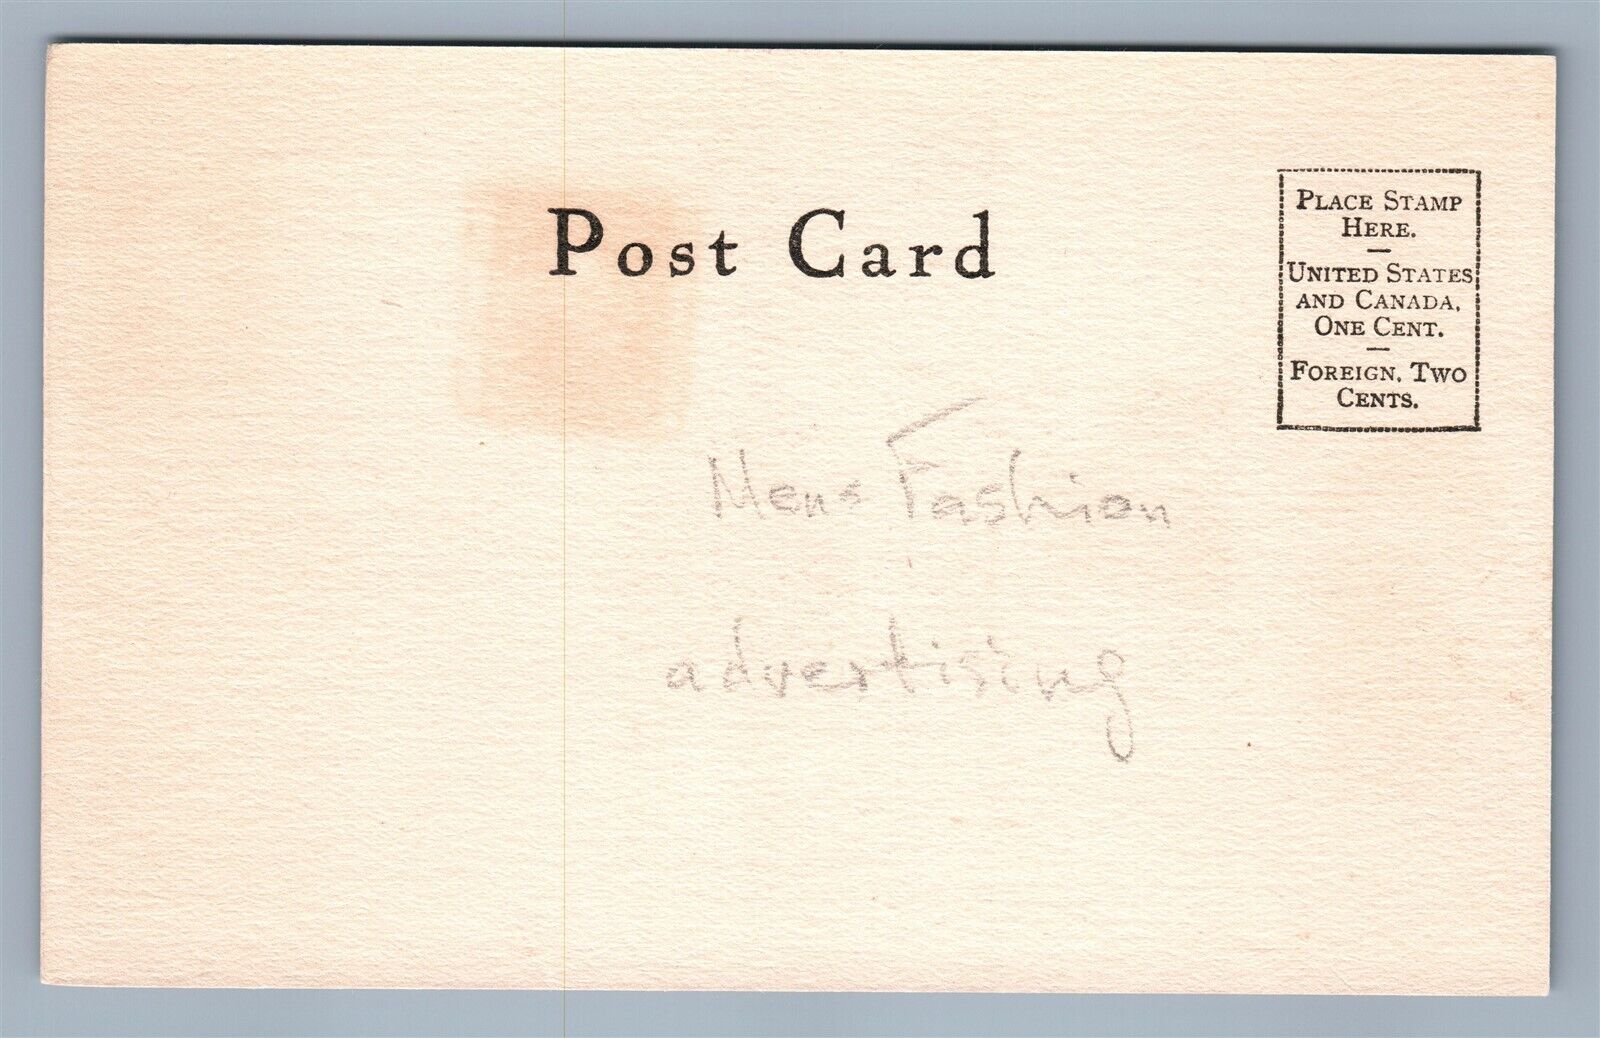 Post Card
PLACE STAMP
HERE.
UNITED STATES
AND CANADA,
ONE CENT.
FOREIGN, TWO
CENTS.
Mens Fashion
advertising